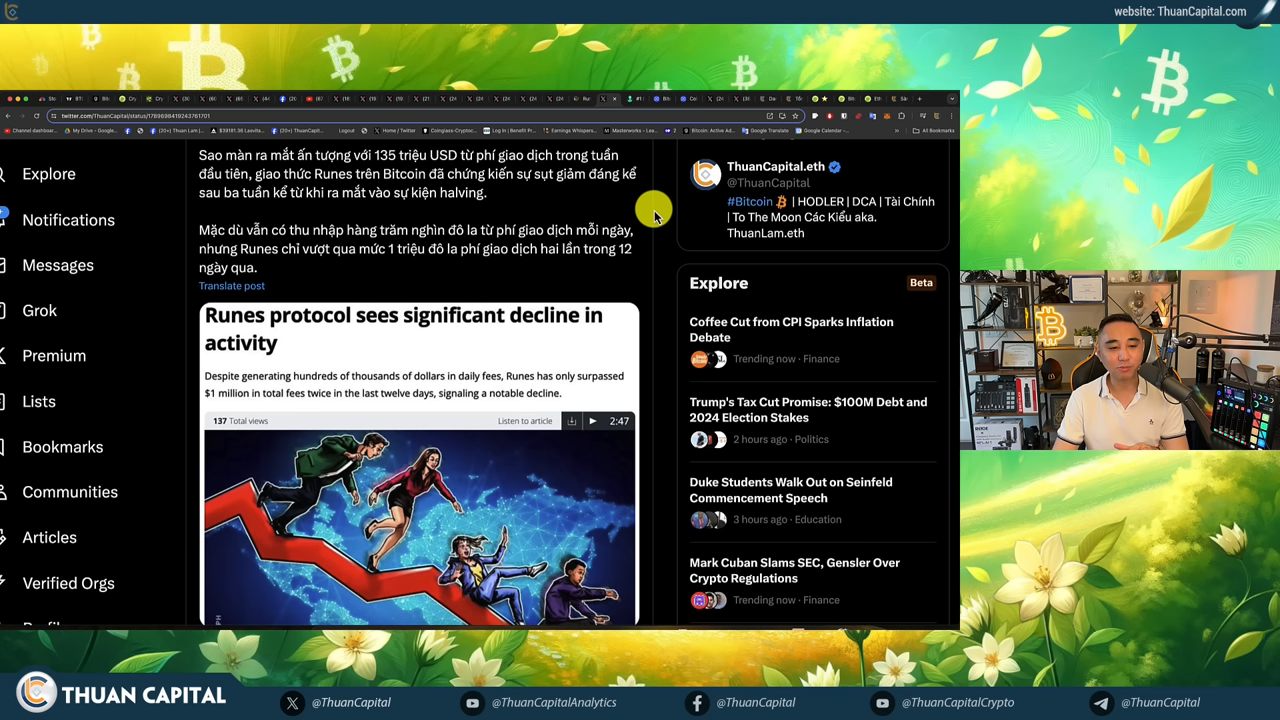 website: ThuanCapital.com
twitter.com/ThuanCapital/status/1789698419243761701
All Bookmarks
Explore
Notifications
Messages
Grok
Premium
Lists
Bookmarks
Communities
Articles
Verified Orgs
Sao màn ra mắt ấn tượng với 135 triệu USD từ phí giao dịch trong tuần
đầu tiên, giao thức Runes trên Bitcoin đã chứng kiến sự sụt giảm đáng kể
sau ba tuần kể từ khi ra mắt vào sự kiện halving.
Mặc dù vẫn có thu nhập hàng trăm nghìn đô la từ phí giao dịch mỗi ngày,
nhưng Runes chỉ vượt qua mức 1 triệu đô la phí giao dịch hai lần trong 12
ngày qua.
Translate post
Runes protocol sees significant decline in
activity
Despite generating hundreds of thousands of dollars in daily fees, Runes has only surpassed
$1 million in total fees twice in the last twelve days, signaling a notable decline.
137 Total views
Listen to article
2:47
ThuanCapital.eth
@ThuanCapital
#Bitcoin | HODLER | DCA | Tài Chính
| To The Moon Các Kiểu aka.
ThuanLam.eth
Explore
Beta
Coffee Cut from CPI Sparks Inflation
Debate
Trending now · Finance
Trump's Tax Cut Promise: $100M Debt and
2024 Election Stakes
2 hours ago · Politics
Duke Students Walk Out on Seinfeld
Commencement Speech
3 hours ago · Education
Mark Cuban Slams SEC, Gensler Over
Crypto Regulations
Trending now · Finance
THUAN CAPITAL
@ThuanCapital
@ThuanCapitalAnalytics
@ThuanCapital
@ThuanCapitalCrypto
@ThuanCapital